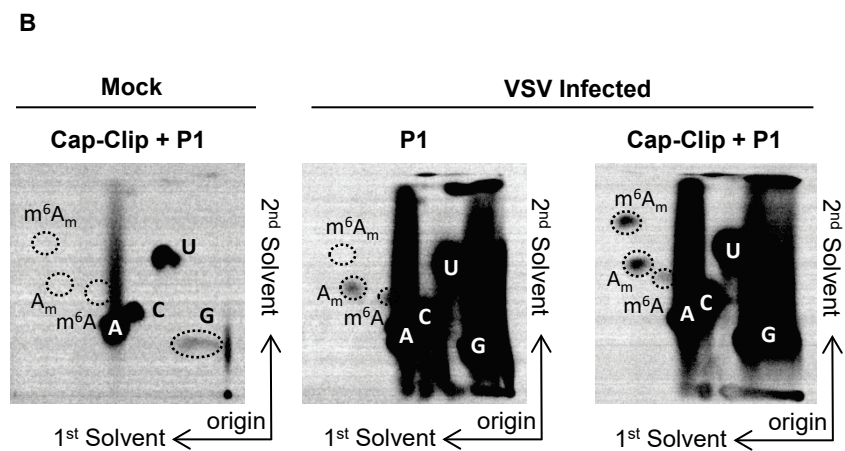 B
Mock
VSV Infected
Cap-Clip + P1
P1
Cap-Clip + P1
m⁶Aₘ
Aₘ
m⁶A
A
C
U
G
2nd Solvent
origin
1st Solvent
m⁶Aₘ
Aₘ
m⁶A
A
C
U
G
2nd Solvent
origin
1st Solvent
m⁶Aₘ
Aₘ
m⁶A
A
C
U
G
2nd Solvent
origin
1st Solvent